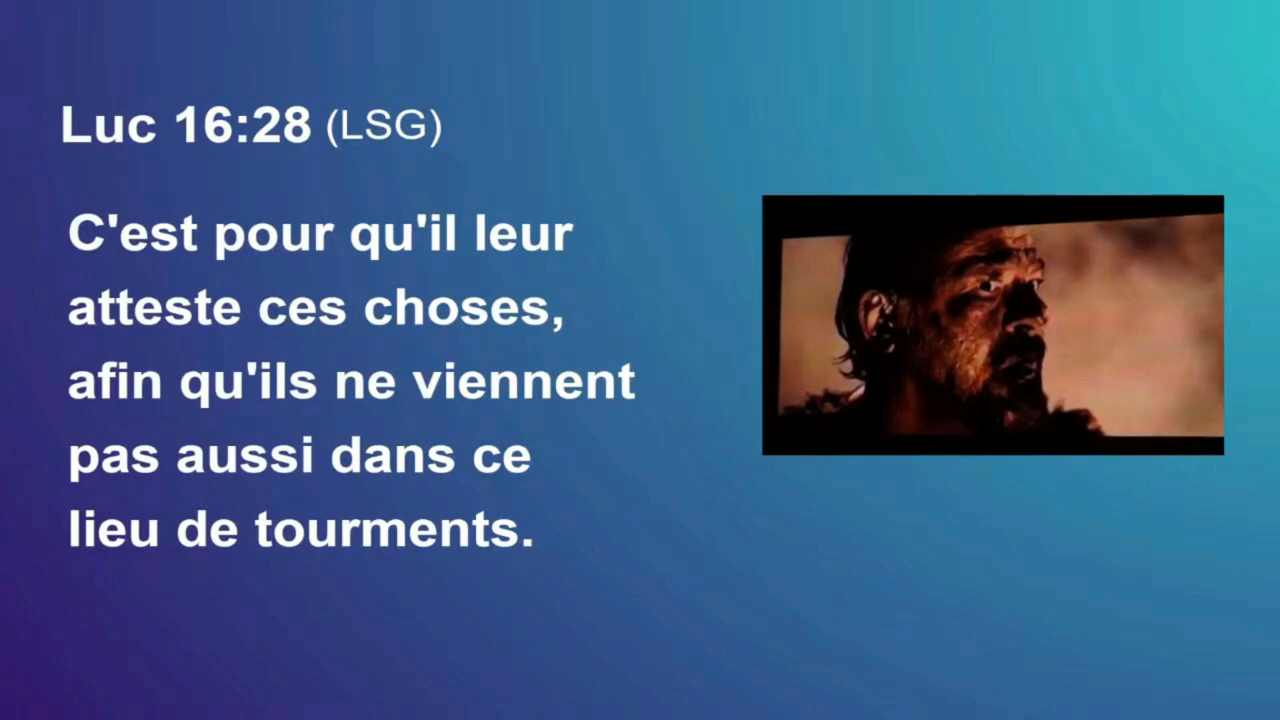 Luc 16:28 (LSG)
C'est pour qu'il leur
atteste ces choses,
afin qu'ils ne viennent
pas aussi dans ce
lieu de tourments.